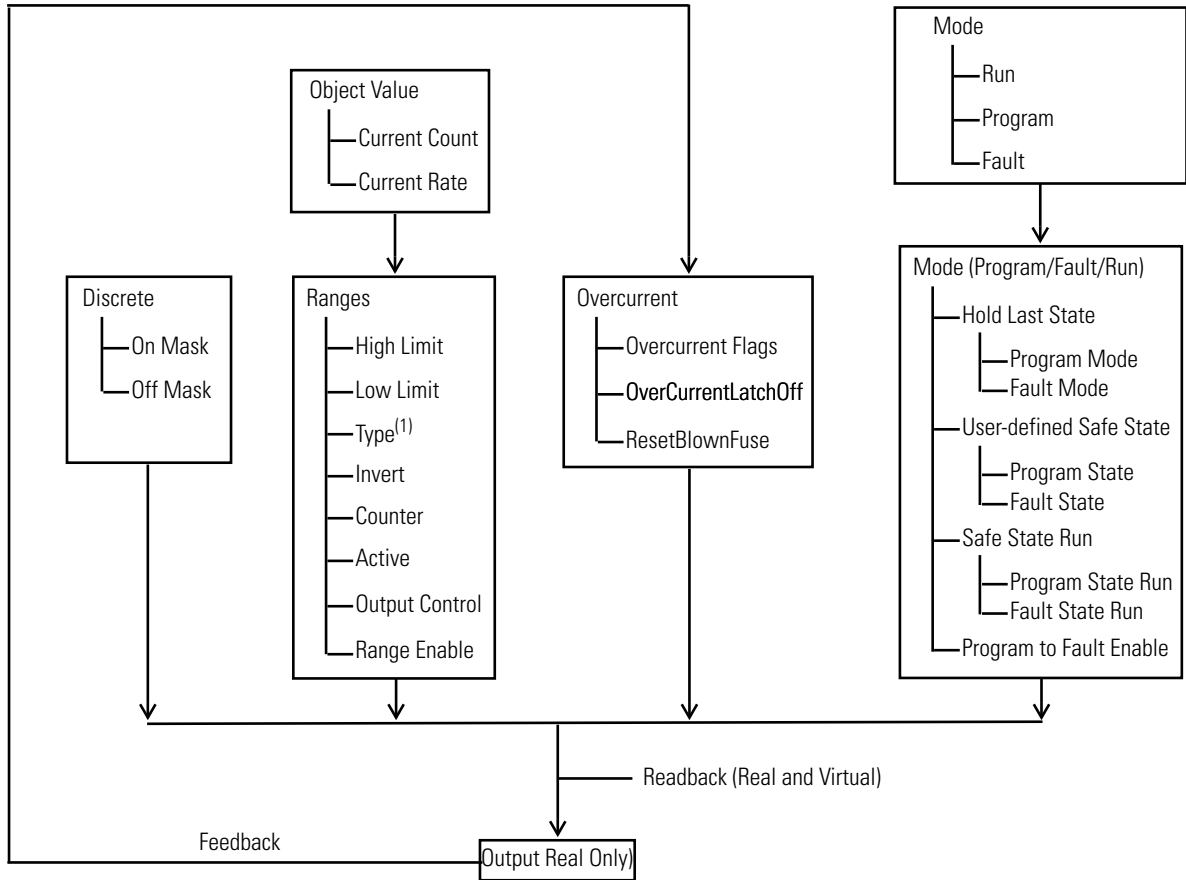 Mode
Run
Program
Fault
Object Value
Current Count
Current Rate
Discrete
On Mask
Off Mask
Ranges
High Limit
Low Limit
Type(1)
Invert
Counter
Active
Output Control
Range Enable
Overcurrent
Overcurrent Flags
OverCurrentLatchOff
ResetBlownFuse
Mode (Program/Fault/Run)
Hold Last State
Program Mode
Fault Mode
User-defined Safe State
Program State
Fault State
Safe State Run
Program State Run
Fault State Run
Program to Fault Enable
Readback (Real and Virtual)
Feedback
Output Real Only)